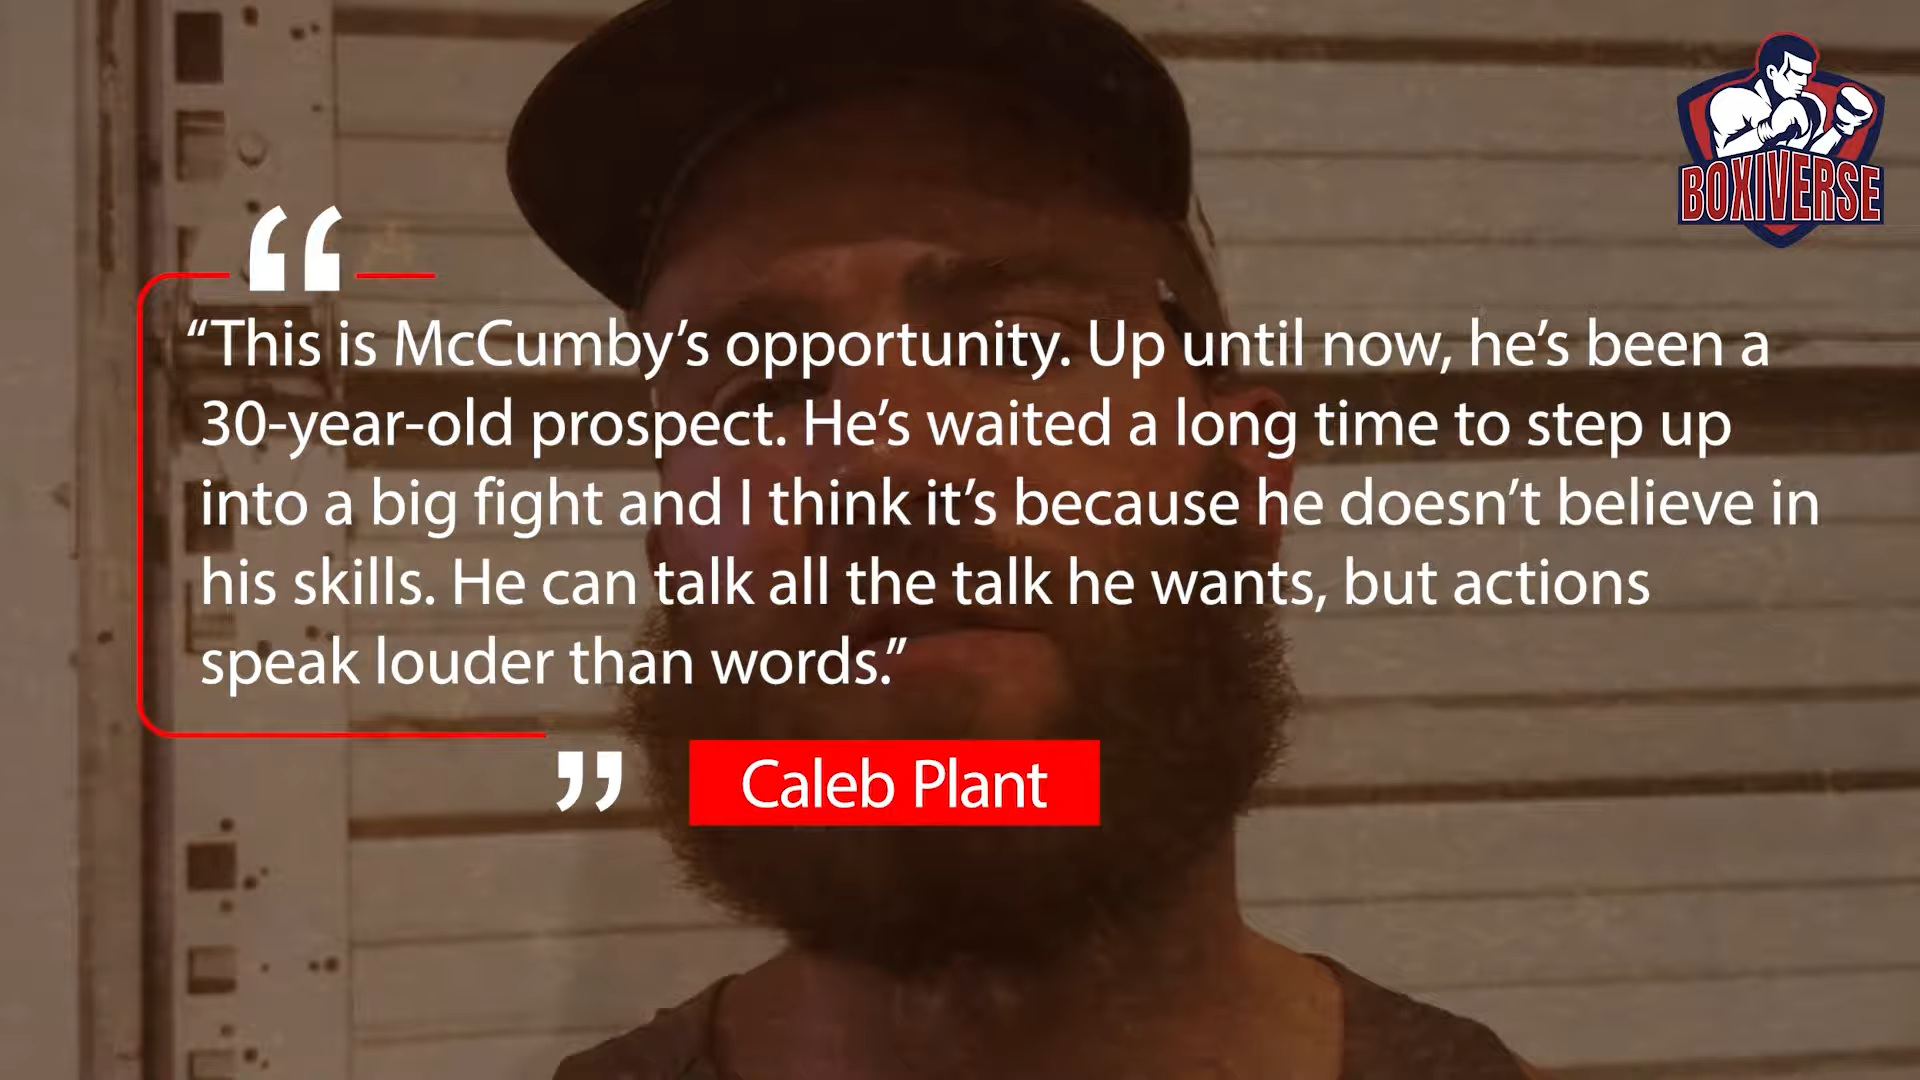 BOXIVERSE
“This is McCumby’s opportunity. Up until now, he’s been a
30-year-old prospect. He’s waited a long time to step up
into a big fight and I think it’s because he doesn’t believe in
his skills. He can talk all the talk he wants, but actions
speak louder than words.”
Caleb Plant